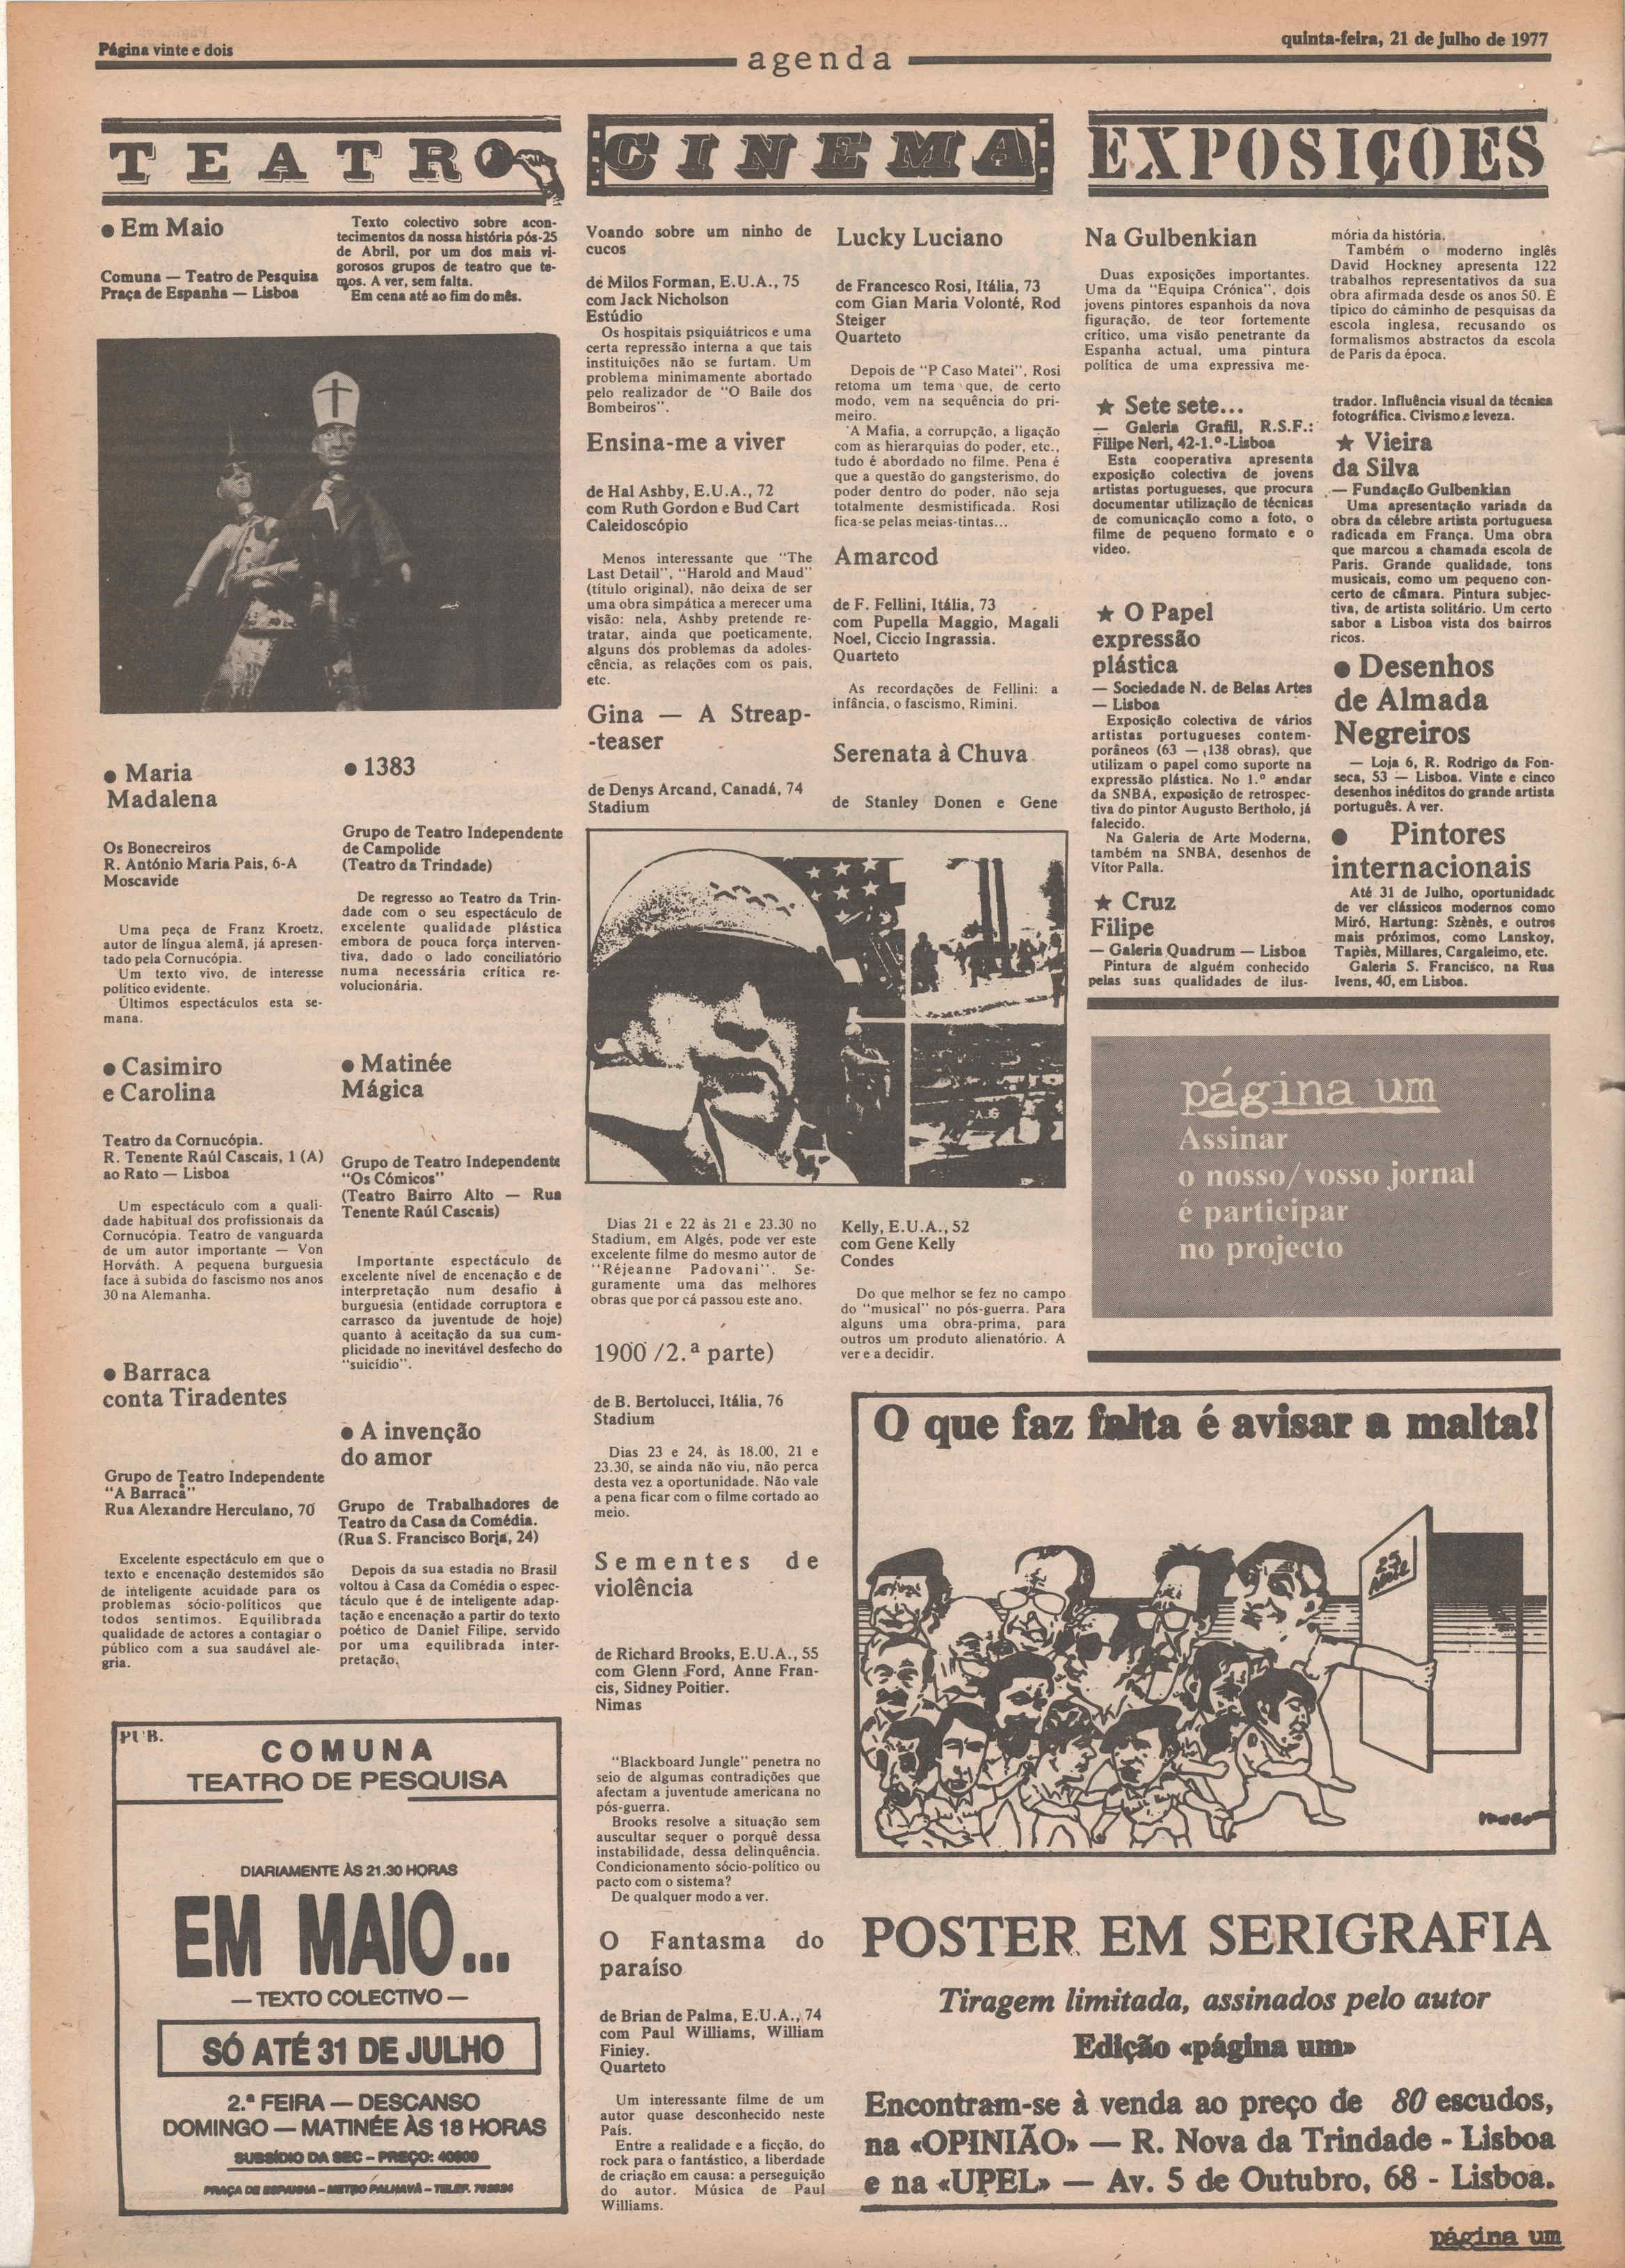 Página vinte e dois
agenda
quinta-feira, 21 de julho de 1977
TEATRO
● Em Maio
Comuna — Teatro de Pesquisa
Praça de Espanha — Lisboa
Texto colectivo sobre acon-
tecimentos da nossa história pós-25
de Abril, por um dos mais vi-
gorosos grupos de teatro que te-
mos. A ver, sem falta.
Em cena até ao fim do mês.
● Maria
Madalena
Os Bonecreiros
R. António Maria Pais, 6-A
Moscavide
Uma peça de Franz Kroetz,
autor de língua alemã, já apresen-
tado pela Cornucópia.
Um texto vivo, de interesse
político evidente.
Últimos espectáculos esta se-
mana.
● Casimiro
e Carolina
Teatro da Cornucópia.
R. Tenente Raúl Cascais, 1 (A)
ao Rato — Lisboa
Um espectáculo com a quali-
dade habitual dos profissionais da
Cornucópia. Teatro de vanguarda
de um autor importante — Von
Horváth. A pequena burguesia
face à subida do fascismo nos anos
30 na Alemanha.
● Barraca
conta Tiradentes
Grupo de Teatro Independente
"A Barraca"
Rua Alexandre Herculano, 70
Excelente espectáculo em que o
texto e encenação destemidos são
de inteligente acuidade para os
problemas sócio-políticos que
todos sentimos. Equilibrada
qualidade de actores a contagiar o
público com a sua saudável ale-
gria.
● 1383
Grupo de Teatro Independente
de Campolide
(Teatro da Trindade)
De regresso ao Teatro da Trin-
dade com o seu espectáculo de
excelente qualidade plástica
embora de pouca força interven-
tiva, dado o lado conciliatório
numa necessária crítica re-
volucionária.
● Matinée
Mágica
Grupo de Teatro Independente
"Os Cómicos"
(Teatro Bairro Alto — Rua
Tenente Raúl Cascais)
Importante espectáculo de
excelente nível de encenação e de
interpretação num desafio à
burguesia (entidade corruptora e
carrasco da juventude de hoje)
quanto à aceitação da sua cum-
plicidade no inevitável desfecho do
"suicídio".
● A invenção
do amor
Grupo de Trabalhadores de
Teatro da Casa da Comédia.
(Rua S. Francisco Borja, 24)
Depois da sua estadia no Brasil
voltou à Casa da Comédia o espec-
táculo que é de inteligente adap-
tação e encenação a partir do texto
poético de Daniel Filipe, servido
por uma equilibrada inter-
pretação.
PUB.
COMUNA
TEATRO DE PESQUISA
DIARIAMENTE ÀS 21.30 HORAS
EM MAIO...
— TEXTO COLECTIVO —
SÓ ATÉ 31 DE JULHO
2.ª FEIRA — DESCANSO
DOMINGO — MATINÉE ÀS 18 HORAS
SUBSÍDIO DA SEC – PREÇO: 40$00
PRAÇA DE ESPANHA – METRO PALHAVÃ – TELEF.
CINEMA
Voando sobre um ninho de
cucos
de Milos Forman, E.U.A., 75
com Jack Nicholson
Estúdio
Os hospitais psiquiátricos e uma
certa repressão interna a que tais
instituições não se furtam. Um
problema minimamente abortado
pelo realizador de "O Baile dos
Bombeiros".
Ensina-me a viver
de Hal Ashby, E.U.A., 72
com Ruth Gordon e Bud Cart
Caleidoscópio
Menos interessante que "The
Last Detail", "Harold and Maud"
(título original), não deixa de ser
uma obra simpática a merecer uma
visão: nela, Ashby pretende re-
tratar, ainda que poeticamente,
alguns dos problemas da adoles-
cência, as relações com os pais,
etc.
Gina — A Streap-
-teaser
de Denys Arcand, Canadá, 74
Stadium
Dias 21 e 22 às 21 e 23.30 no
Stadium, em Algés, pode ver este
excelente filme do mesmo autor de
"Réjeanne Padovani". Se-
guramente uma das melhores
obras que por cá passou este ano.
1900 /2.ª parte)
de B. Bertolucci, Itália, 76
Stadium
Dias 23 e 24, às 18.00, 21 e
23.30, se ainda não viu, não perca
desta vez a oportunidade. Não vale
a pena ficar com o filme cortado ao
meio.
Sementes de
violência
de Richard Brooks, E.U.A., 55
com Glenn Ford, Anne Fran-
cis, Sidney Poitier.
Nimas
"Blackboard Jungle" penetra no
seio de algumas contradições que
afectam a juventude americana no
pós-guerra.
Brooks resolve a situação sem
auscultar sequer o porquê dessa
instabilidade, dessa delinquência.
Condicionamento sócio-político ou
pacto com o sistema?
De qualquer modo a ver.
O Fantasma do
paraíso
de Brian de Palma, E.U.A., 74
com Paul Williams, William
Finiey.
Quarteto
Um interessante filme de um
autor quase desconhecido neste
País.
Entre a realidade e a ficção, do
rock para o fantástico, a liberdade
de criação em causa: a perseguição
do autor. Música de Paul
Williams.
Lucky Luciano
de Francesco Rosi, Itália, 73
com Gian Maria Volonté, Rod
Steiger
Quarteto
Depois de "P Caso Matei", Rosi
retoma um tema que, de certo
modo, vem na sequência do pri-
meiro.
A Mafia, a corrupção, a ligação
com as hierarquias do poder, etc.,
tudo é abordado no filme. Pena é
que a questão do gangsterismo, do
poder dentro do poder, não seja
totalmente desmistificada. Rosi
fica-se pelas meias-tintas...
Amarcod
de F. Fellini, Itália, 73
com Pupella Maggio, Magali
Noel, Ciccio Ingrassia.
Quarteto
As recordações de Fellini: a
infância, o fascismo, Rimini.
Serenata à Chuva
de Stanley Donen e Gene
Kelly, E.U.A., 52
com Gene Kelly
Condes
Do que melhor se fez no campo
do "musical" no pós-guerra. Para
alguns uma obra-prima, para
outros um produto alienatório. A
ver e a decidir.
EXPOSIÇOES
Na Gulbenkian
Duas exposições importantes.
Uma da "Equipa Crónica", dois
jovens pintores espanhois da nova
figuração, de teor fortemente
crítico, uma visão penetrante da
Espanha actual, uma pintura
política de uma expressiva me-
mória da história.
Também o moderno inglês
David Hockney apresenta 122
trabalhos representativos da sua
obra afirmada desde os anos 50. É
típico do câminho de pesquisas da
escola inglesa, recusando os
formalismos abstractos da escola
de Paris da época.
★ Sete sete...
— Galeria Grafil, R.S.F.:
Filipe Neri, 42-1.º-Lisboa
Esta cooperativa apresenta
exposição colectiva de jovens
artistas portugueses, que procura
documentar utilização de técnicas
de comunicação como a foto, o
filme de pequeno formato e o
video.
★ O Papel
expressão
plástica
— Sociedade N. de Belas Artes
— Lisboa
Exposição colectiva de vários
artistas portugueses contem-
porâneos (63 — 138 obras), que
utilizam o papel como suporte na
expressão plástica. No 1.º andar
da SNBA, exposição de retrospec-
tiva do pintor Augusto Bertholo, já
falecido.
Na Galeria de Arte Moderna,
também na SNBA, desenhos de
Vítor Palla.
★ Cruz
Filipe
— Galeria Quadrum — Lisboa
Pintura de alguém conhecido
pelas suas qualidades de ilus-
trador. Influência visual da técnica
fotográfica. Civismo e leveza.
★ Vieira
da Silva
— Fundação Gulbenkian
Uma apresentação variada da
obra da célebre artista portuguesa
radicada em França. Uma obra
que marcou a chamada escola de
Paris. Grande qualidade, tons
musicais, como um pequeno con-
certo de câmara. Pintura subjec-
tiva, de artista solitário. Um certo
sabor a Lisboa vista dos bairros
ricos.
● Desenhos
de Almada
Negreiros
— Loja 6, R. Rodrigo da Fon-
seca, 53 — Lisboa. Vinte e cinco
desenhos inéditos do grande artista
português. A ver.
● Pintores
internacionais
Até 31 de Julho, oportunidade
de ver clássicos modernos como
Miró, Hartung: Szènès, e outros
mais próximos, como Lanskoy,
Tapiès, Millares, Cargaleimo, etc.
Galeria S. Francisco, na Rua
Ivens, 40, em Lisboa.
página um
Assinar
o nosso/vosso jornal
é participar
no projecto
O que faz falta é avisar a malta!
25
POSTER EM SERIGRAFIA
Tiragem limitada, assinados pelo autor
Edição «página um»
Encontram-se à venda ao preço de 80 escudos,
na «OPINIÃO» — R. Nova da Trindade - Lisboa
e na «UPEL» — Av. 5 de Outubro, 68 - Lisboa.
página um